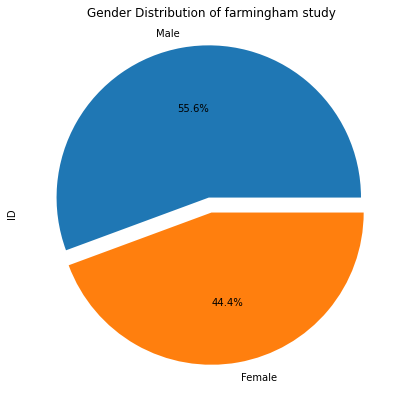 Gender Distribution of farmingham study
Male
55.6%
ID
44.4%
Female